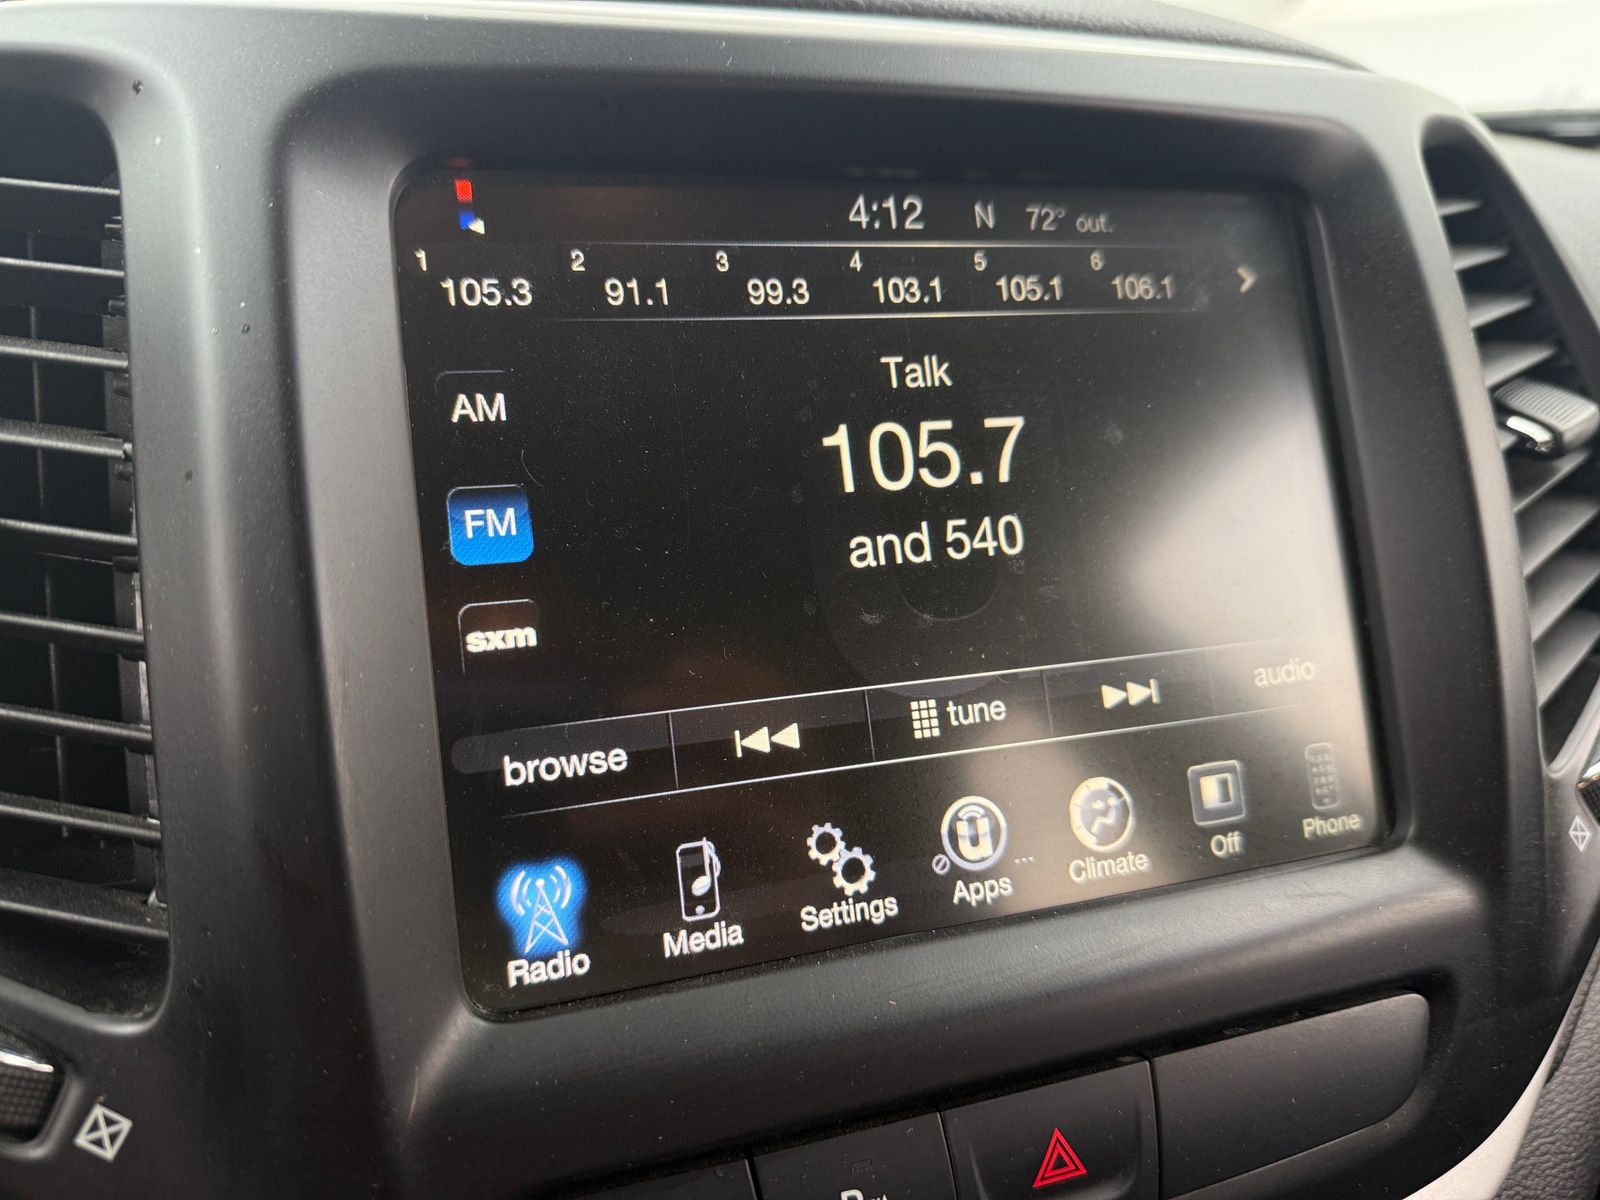 4:12 N 72° out.
1 2 3 4 5 6
105.3 91.1 99.3 103.1 105.1 106.1
Talk
AM
105.7
FM
and 540
sxm
browse tune audio
Radio Media Settings Apps Climate Off Phone